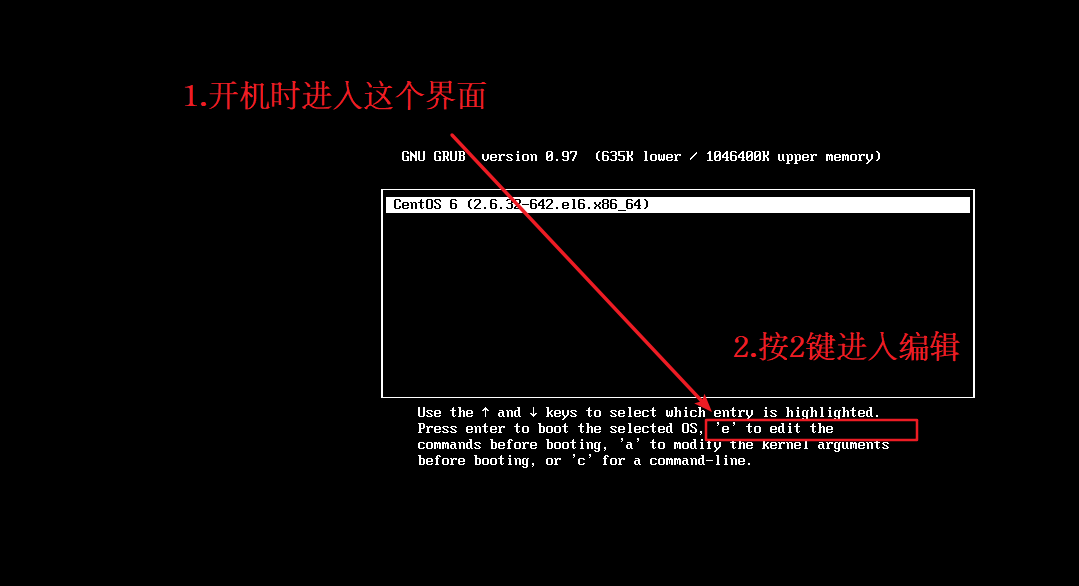 1.开机时进入这个界面
GNU GRUB version 0.97 (635K lower / 1046400K upper memory)
CentOS 6 (2.6.32-642.el6.x86_64)
2.按2键进入编辑
Use the ↑ and ↓ keys to select which entry is highlighted.
Press enter to boot the selected OS, 'e' to edit the
commands before booting, 'a' to modify the kernel arguments
before booting, or 'c' for a command-line.